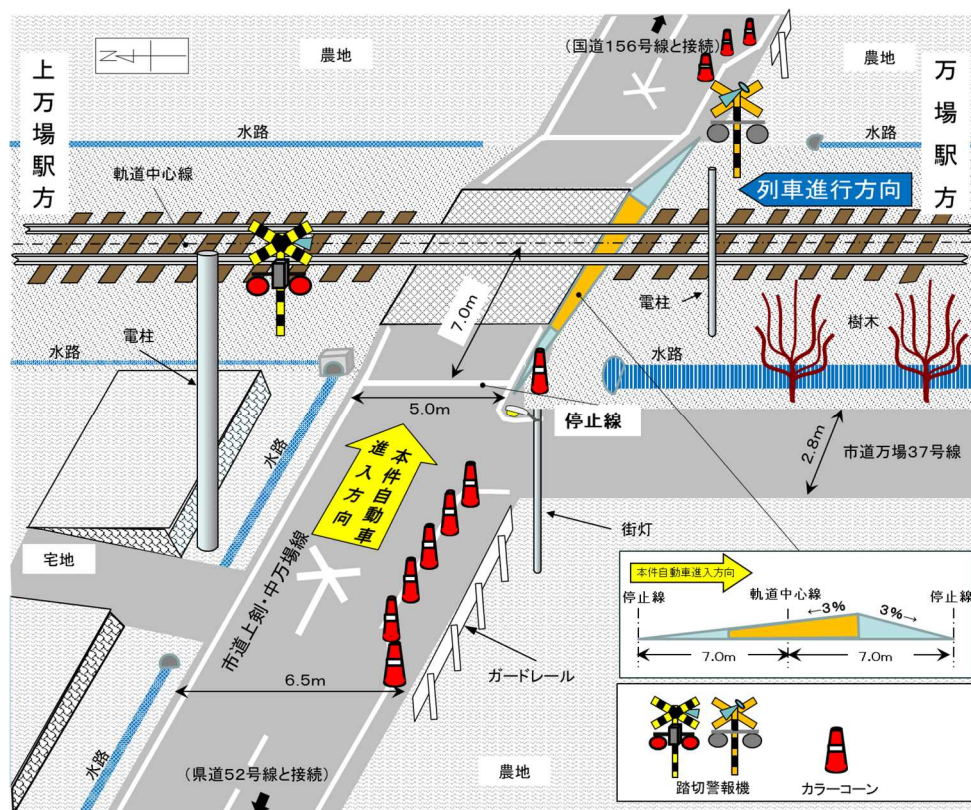 N
(国道156号線と接続)
農地
農地
上万場駅方
万場駅方
水路
水路
軌道中心線
列車進行方向
7.0m
電柱
電柱
樹木
水路
水路
5.0m
停止線
水路
本件自動車
進入方向
2.8m
市道万場37号線
街灯
宅地
市道上剣・中万場線
本件自動車進入方向
停止線
軌道中心線
停止線
←3%
3%
7.0m
7.0m
ガードレール
6.5m
水路
(県道52号線と接続)
農地
踏切警報機
カラーコーン